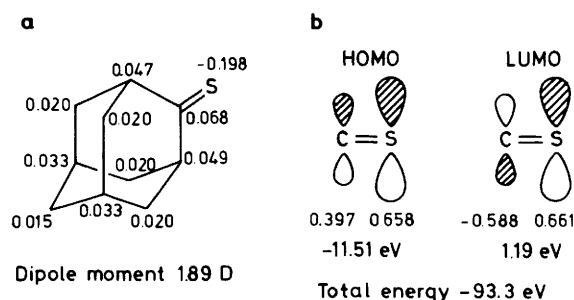 a
b
HOMO
LUMO
0.047
-0.198
S
0.020
0.020
0.068
0.033
0.020
0.049
0.015
0.033
0.020
C=S
C=S
0.397 0.658
-0.588 0.661
-11.51 eV
1.19 eV
Dipole moment 1.89 D
Total energy -93.3 eV